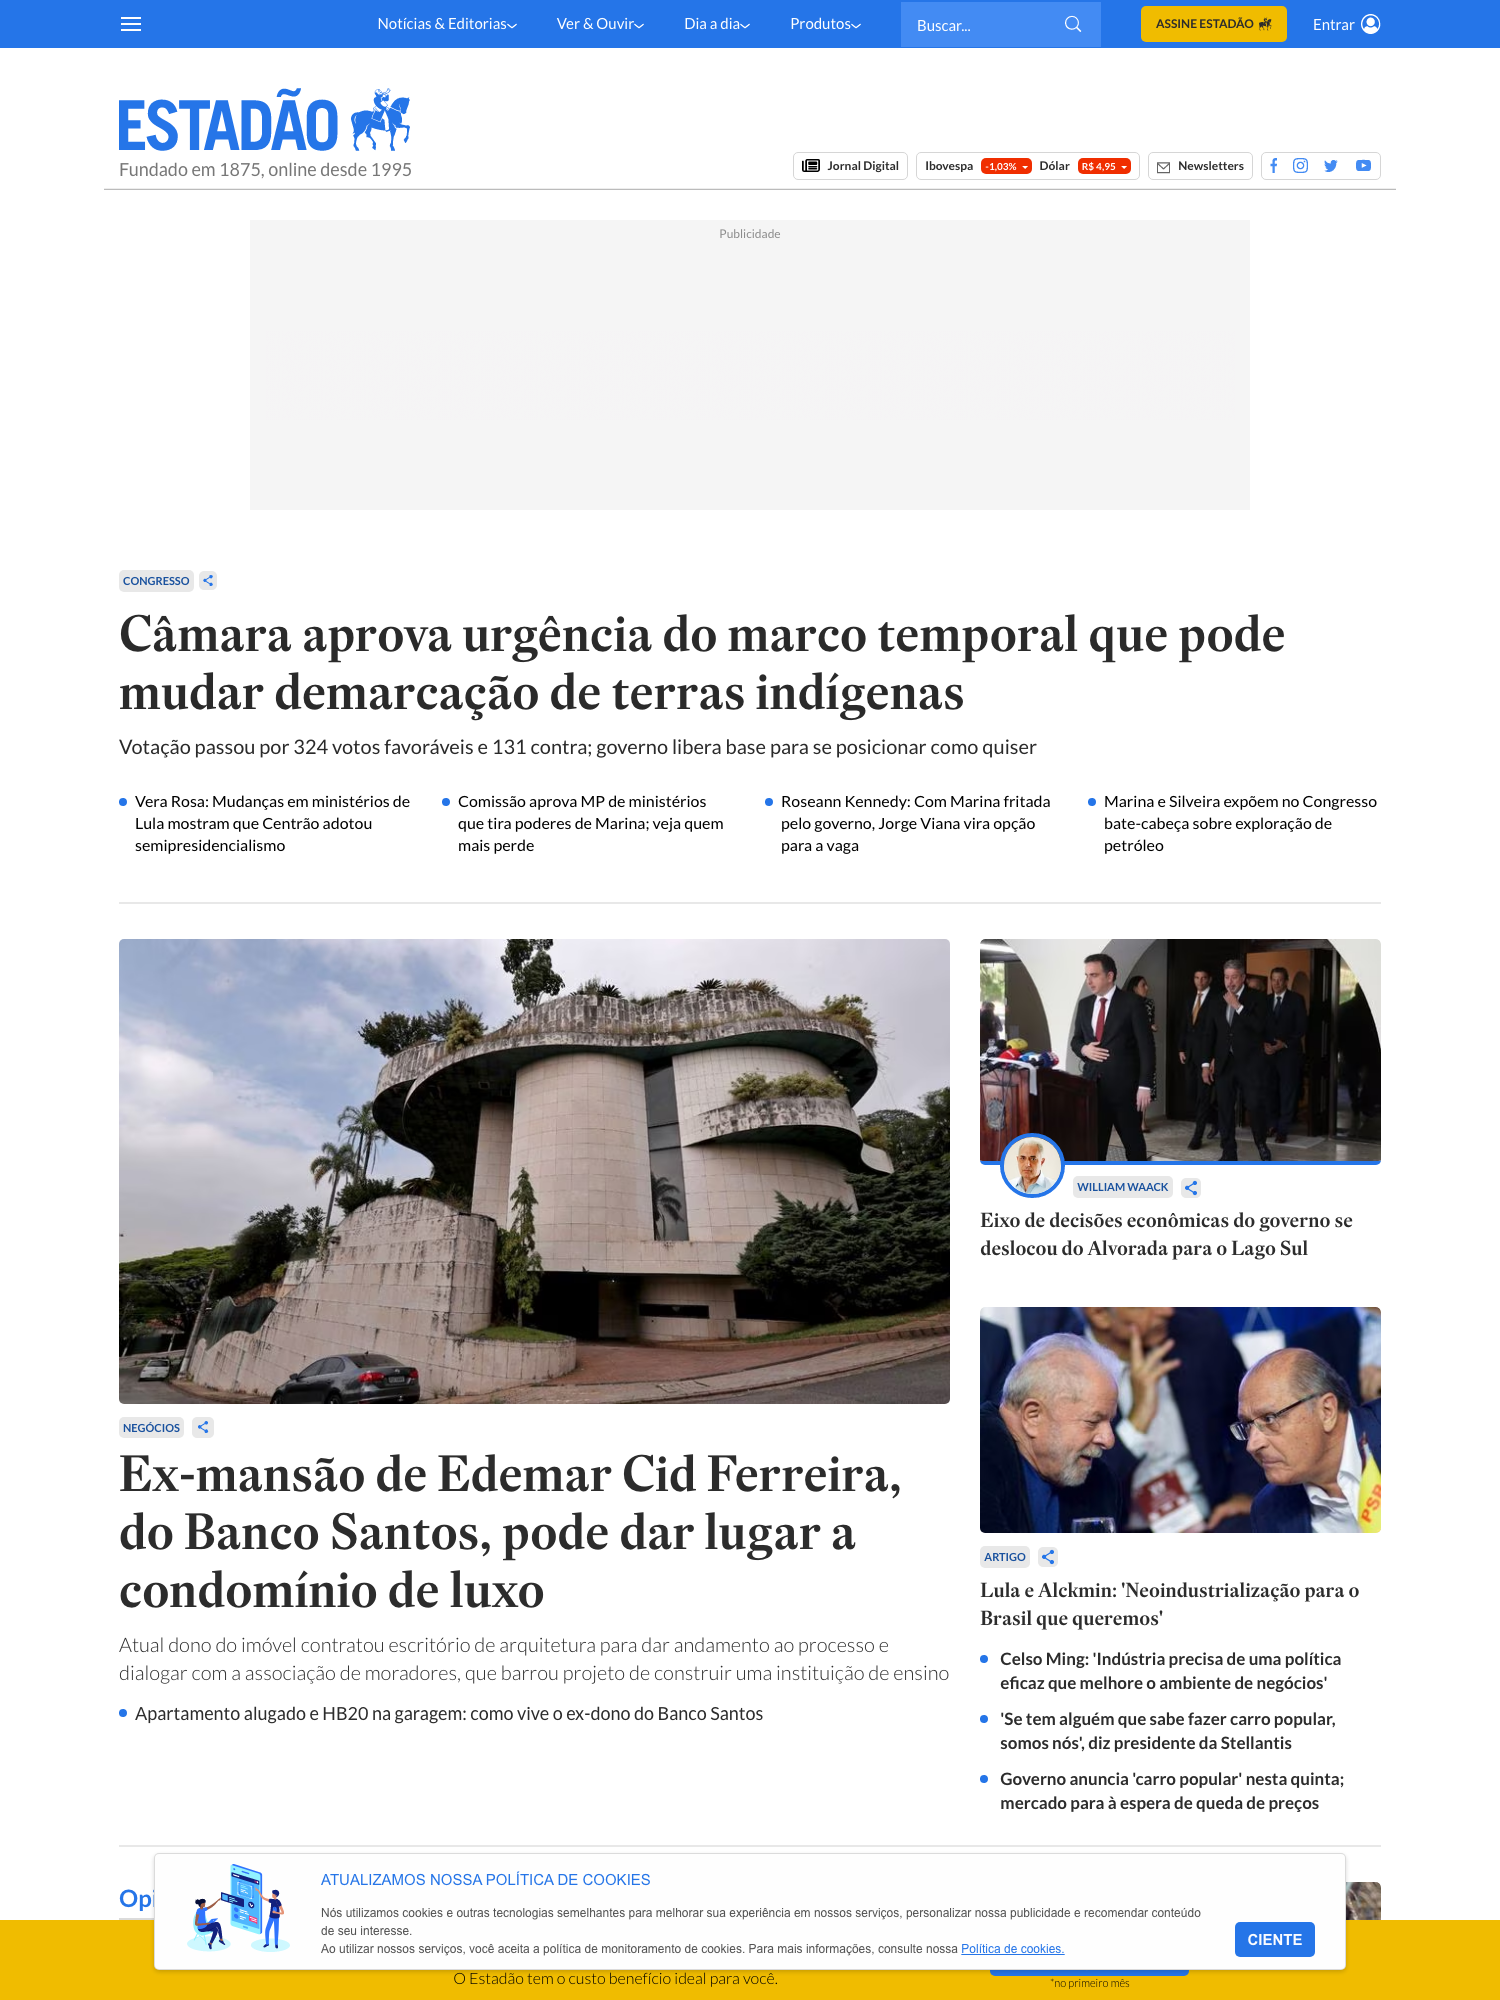 Notícias & Editorias
Ver & Ouvir
Dia a dia
Produtos
Buscar...
ASSINE ESTADÃO
Entrar
ESTADÃO
Fundado em 1875, online desde 1995
Jornal Digital
Ibovespa
-1,03%
Dólar
R$ 4,95
Newsletters
Publicidade
CONGRESSO
Câmara aprova urgência do marco temporal que pode
mudar demarcação de terras indígenas
Votação passou por 324 votos favoráveis e 131 contra; governo libera base para se posicionar como quiser
Vera Rosa: Mudanças em ministérios de
Lula mostram que Centrão adotou
semipresidencialismo
Comissão aprova MP de ministérios
que tira poderes de Marina; veja quem
mais perde
Roseann Kennedy: Com Marina fritada
pelo governo, Jorge Viana vira opção
para a vaga
Marina e Silveira expõem no Congresso
bate-cabeça sobre exploração de
petróleo
NEGÓCIOS
Ex-mansão de Edemar Cid Ferreira,
do Banco Santos, pode dar lugar a
condomínio de luxo
Atual dono do imóvel contratou escritório de arquitetura para dar andamento ao processo e
dialogar com a associação de moradores, que barrou projeto de construir uma instituição de ensino
Apartamento alugado e HB20 na garagem: como vive o ex-dono do Banco Santos
WILLIAM WAACK
Eixo de decisões econômicas do governo se
deslocou do Alvorada para o Lago Sul
PSB
ARTIGO
Lula e Alckmin: 'Neoindustrialização para o
Brasil que queremos'
Celso Ming: 'Indústria precisa de uma política
eficaz que melhore o ambiente de negócios'
'Se tem alguém que sabe fazer carro popular,
somos nós', diz presidente da Stellantis
Governo anuncia 'carro popular' nesta quinta;
mercado para à espera de queda de preços
Opi
ATUALIZAMOS NOSSA POLÍTICA DE COOKIES
Nós utilizamos cookies e outras tecnologias semelhantes para melhorar sua experiência em nossos serviços, personalizar nossa publicidade e recomendar conteúdo
de seu interesse.
Ao utilizar nossos serviços, você aceita a política de monitoramento de cookies. Para mais informações, consulte nossa Política de cookies.
CIENTE
O Estadão tem o custo benefício ideal para você.
*no primeiro mês